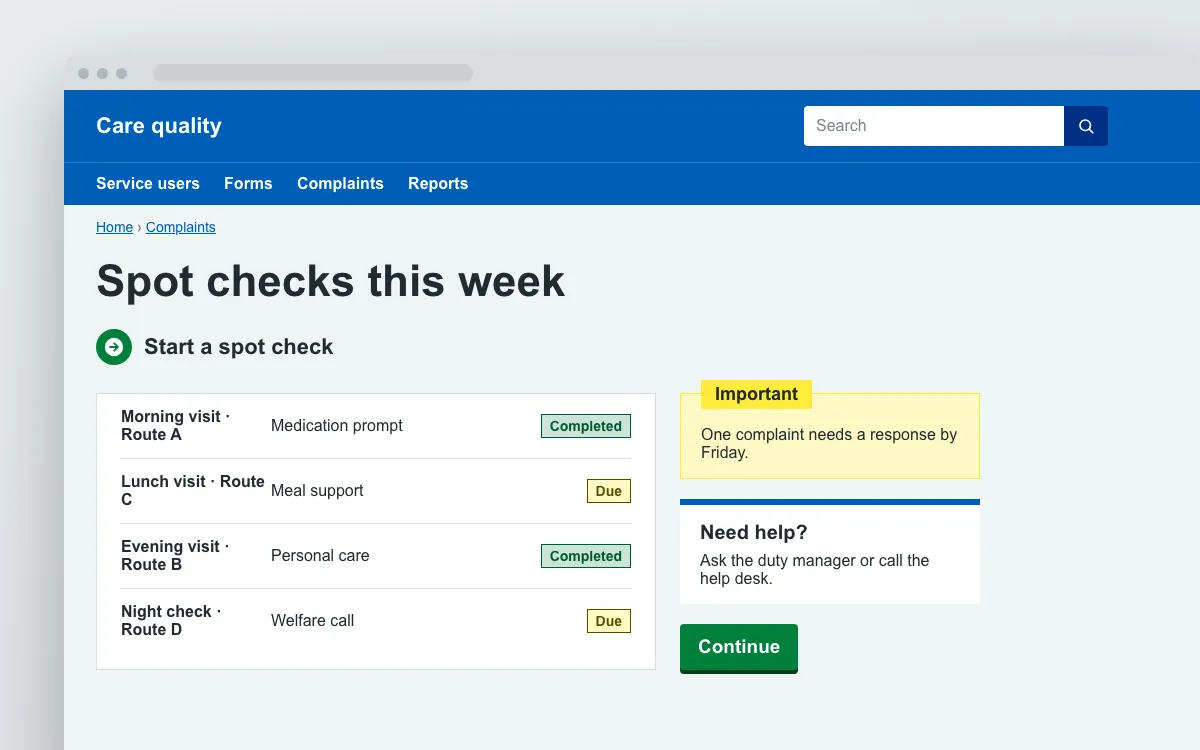 Care quality
Search
Service users Forms Complaints Reports
Home › Complaints
Spot checks this week
Start a spot check
Morning visit ·
Route A
Medication prompt
Completed
Lunch visit · Route
C
Meal support
Due
Evening visit ·
Route B
Personal care
Completed
Night check ·
Route D
Welfare call
Due
Important
One complaint needs a response by
Friday.
Need help?
Ask the duty manager or call the
help desk.
Continue